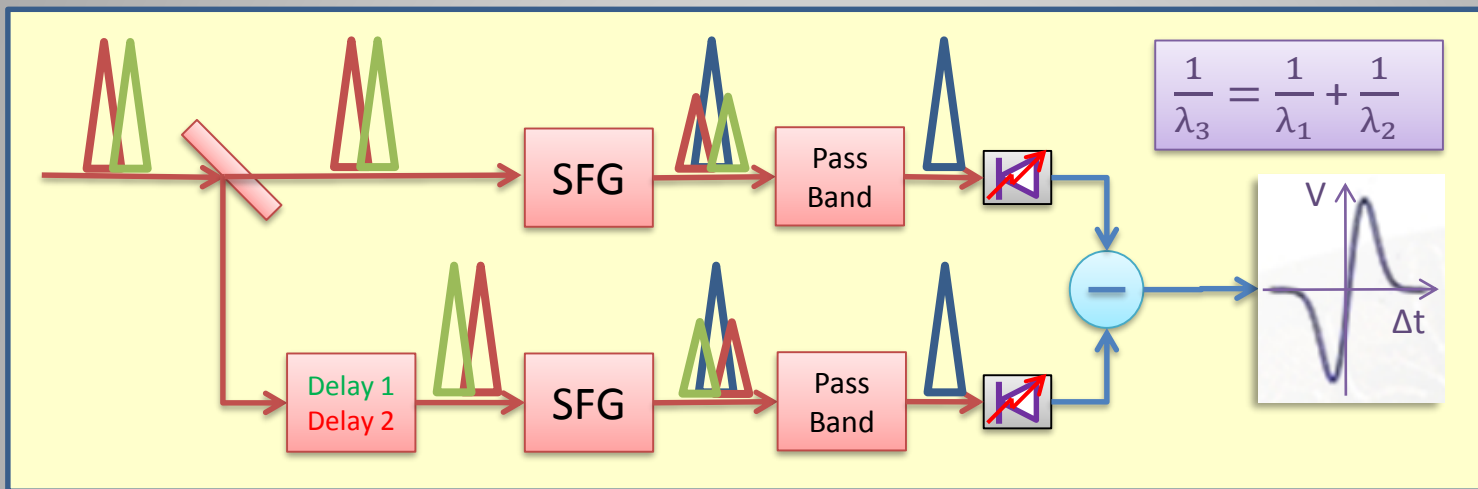 1/λ₃ = 1/λ₁ + 1/λ₂
SFG
Pass
Band
V
Δt
Delay 1
Delay 2
SFG
Pass
Band